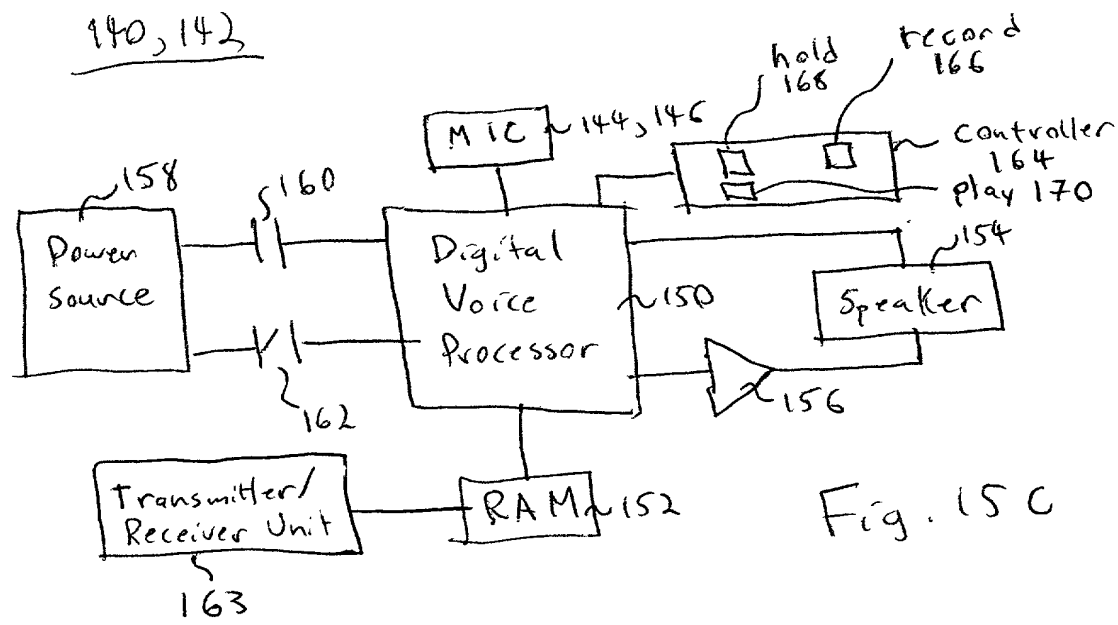 140, 142
hold
168
record
166
MIC
144, 146
controller
164
play 170
158
160
Power
source
Digital
Voice
Processor
150
154
Speaker
156
162
Transmitter/
Receiver Unit
RAM
152
163
Fig. 15C